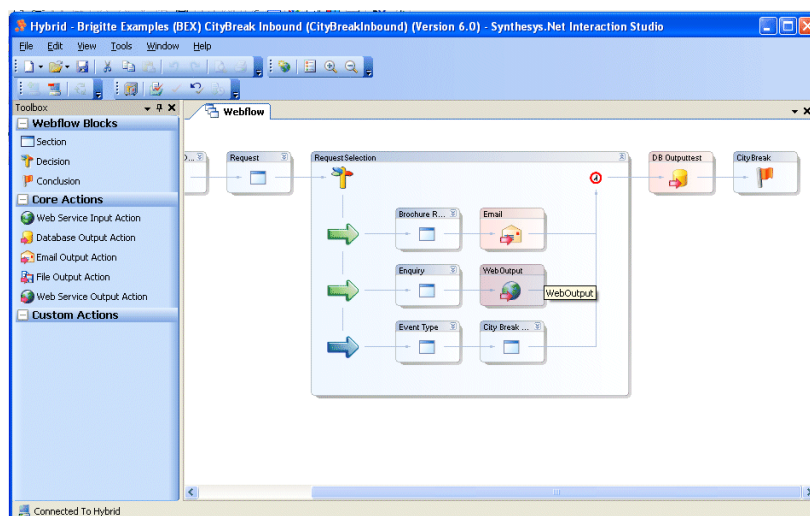 Hybrid - Brigitte Examples (BEX) CityBreak Inbound (CityBreakInbound) (Version 6.0) - Synthesys.Net Interaction Studio
File Edit View Tools Window Help
Toolbox
Webflow
Webflow Blocks
Section
Decision
Conclusion
Core Actions
Web Service Input Action
Database Output Action
Email Output Action
File Output Action
Web Service Output Action
Custom Actions
D...
Request
Request Selection
DB Outputtest
CityBreak
Brochure R...
Email
Enquiry
WebOutput
WebOutput
Event Type
City Break ...
Connected To Hybrid